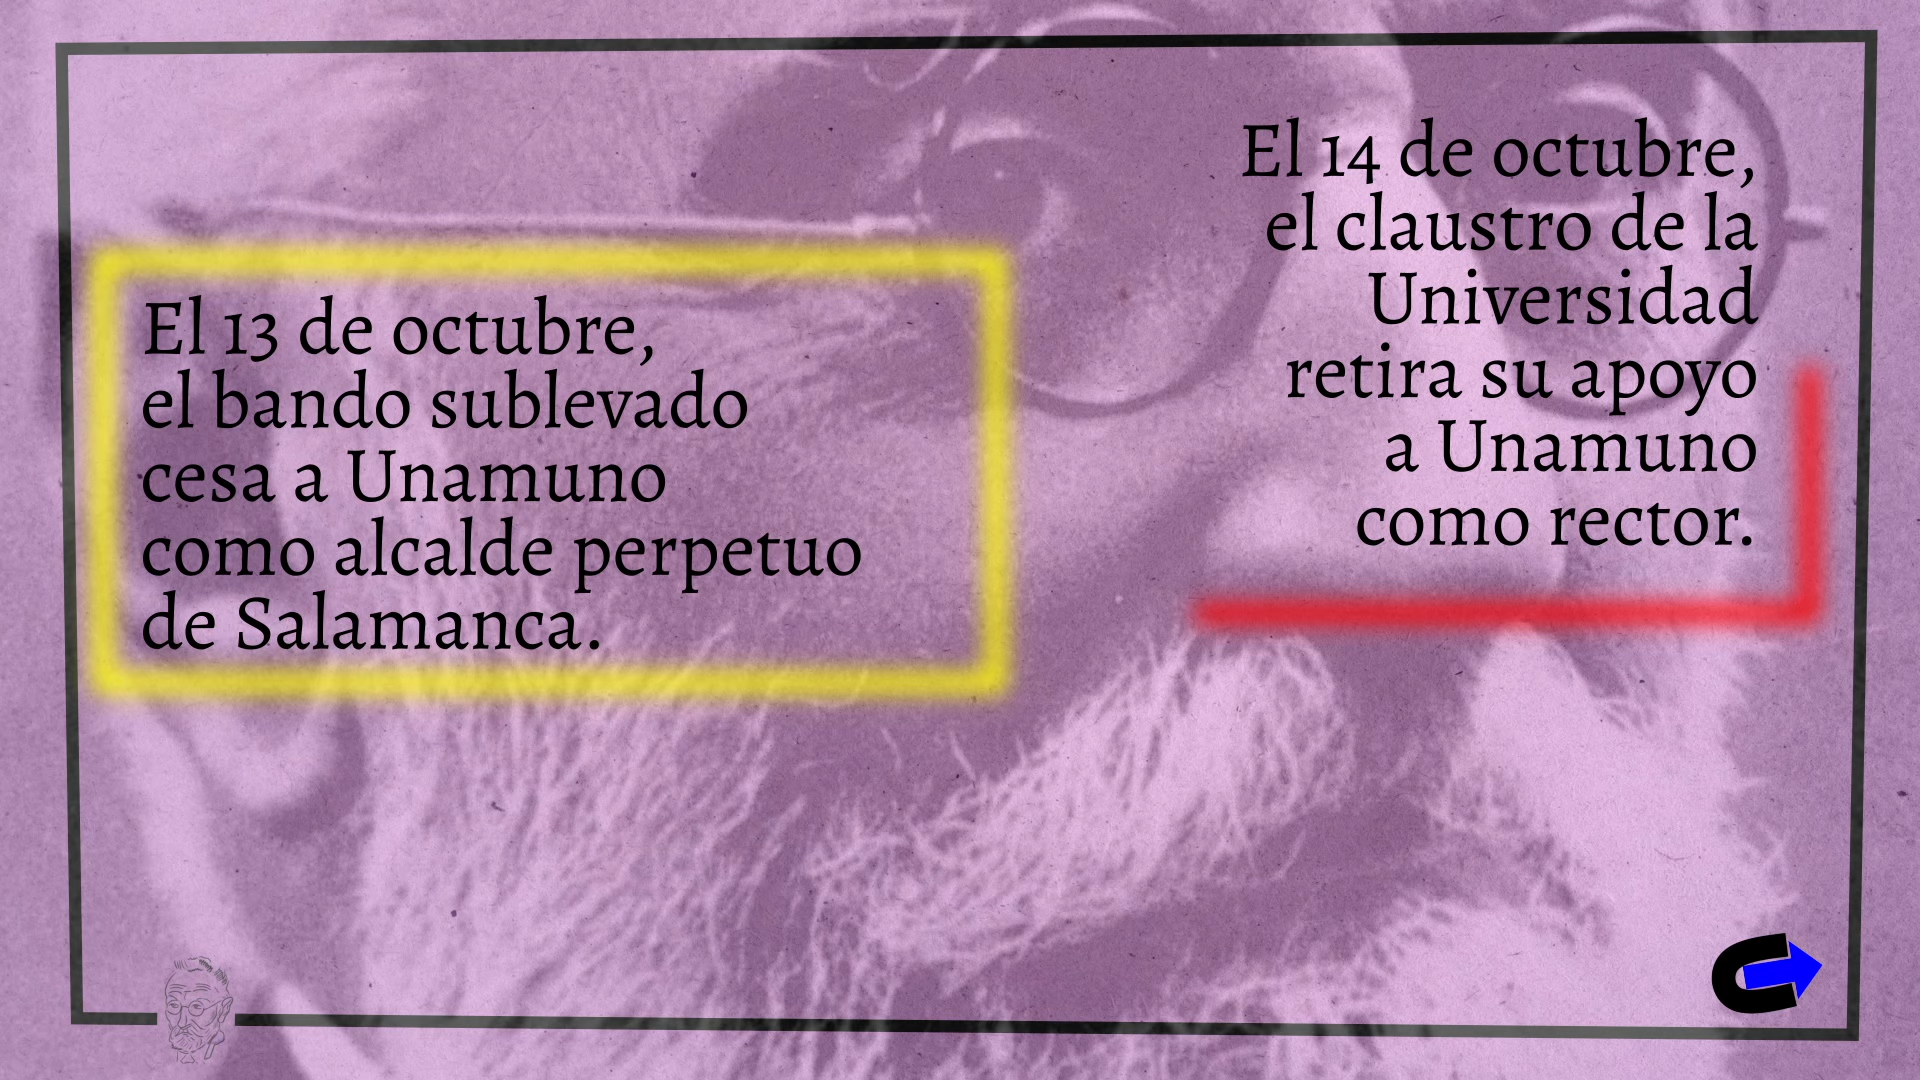 El 13 de octubre,
el bando sublevado
cesa a Unamuno
como alcalde perpetuo
de Salamanca.
El 14 de octubre,
el claustro de la
Universidad
retira su apoyo
a Unamuno
como rector.